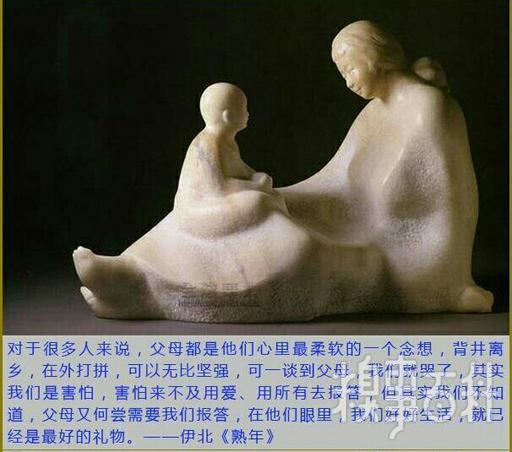 对于很多人来说，父母都是他们心里最柔软的一个念想，背井离
乡，在外打拼，可以无比坚强，可一谈到父母，我们就哭了，其实
我们是害怕，害怕来不及用爱、用所有去报答，但其实我们不知
道，父母又何尝需要我们报答，在他们眼里，我们好好生活，就已
经是最好的礼物。——伊北《熟年》
糗事百科